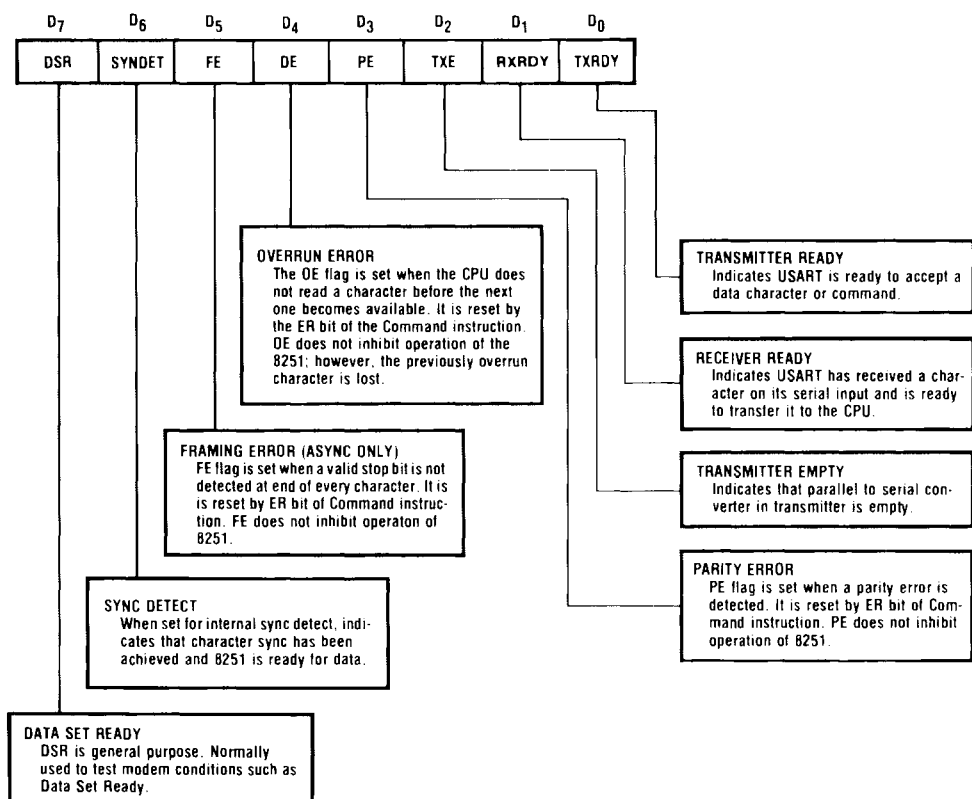 D7 D6 D5 D4 D3 D2 D1 D0
DSR SYNDET FE DE PE TXE RXRDY TXRDY
OVERRUN ERROR
The OE flag is set when the CPU does
not read a character before the next
one becomes available. It is reset by
the ER bit of the Command instruction.
OE does not inhibit operation of the
8251; however, the previously overrun
character is lost.
TRANSMITTER READY
Indicates USART is ready to accept a
data character or command.
RECEIVER READY
Indicates USART has received a char-
acter on its serial input and is ready
to transfer it to the CPU.
FRAMING ERROR (ASYNC ONLY)
FE flag is set when a valid stop bit is not
detected at end of every character. It is
is reset by ER bit of Command instruc-
tion. FE does not inhibit operaton of
8251.
TRANSMITTER EMPTY
Indicates that parallel to serial con-
verter in transmitter is empty.
PARITY ERROR
PE flag is set when a parity error is
detected. It is reset by ER bit of Com-
mand instruction. PE does not inhibit
operation of 8251.
SYNC DETECT
When set for internal sync detect, indi-
cates that character sync has been
achieved and 8251 is ready for data.
DATA SET READY
DSR is general purpose. Normally
used to test modem conditions such as
Data Set Ready.